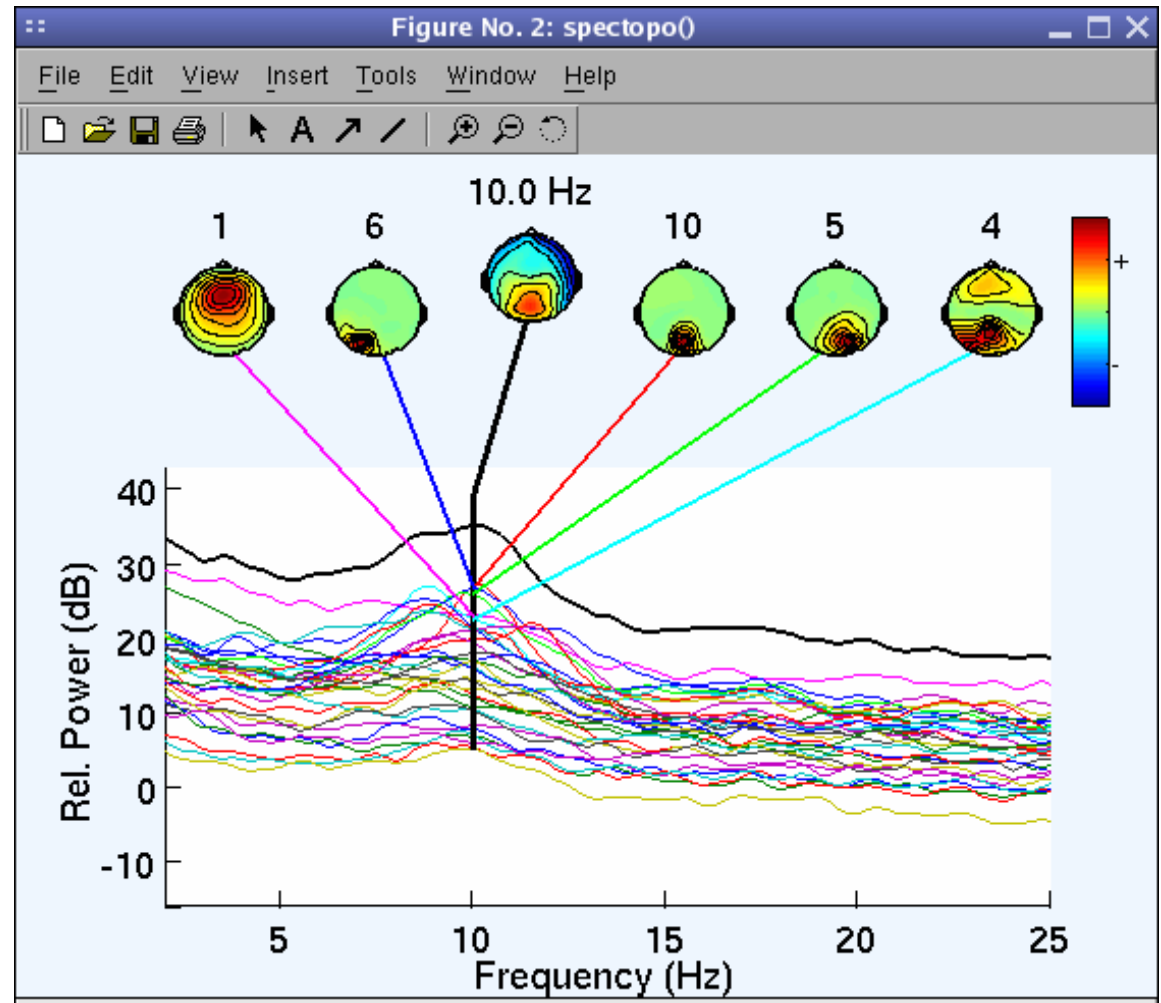 Figure No. 2: spectopo()
File Edit View Insert Tools Window Help
A
10.0 Hz
1 6 10 5 4
+
-
40
30
20
10
0
-10
Rel. Power (dB)
5 10 15 20 25
Frequency (Hz)